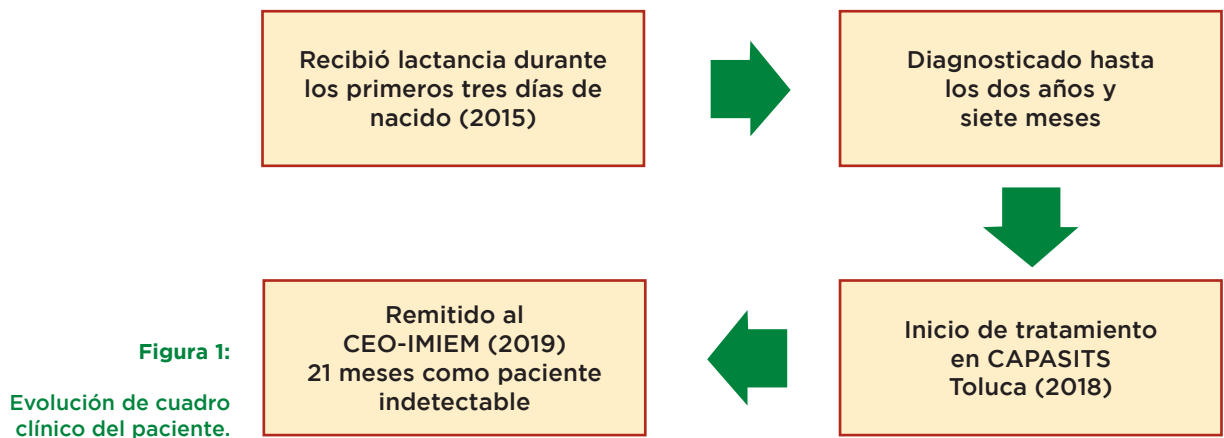 Recibió lactancia durante
los primeros tres días de
nacido (2015)
Diagnosticado hasta
los dos años y
siete meses
Inicio de tratamiento
en CAPASITS
Toluca (2018)
Remitido al
CEO-IMIEM (2019)
21 meses como paciente
indetectable
Figura 1:
Evolución de cuadro
clínico del paciente.